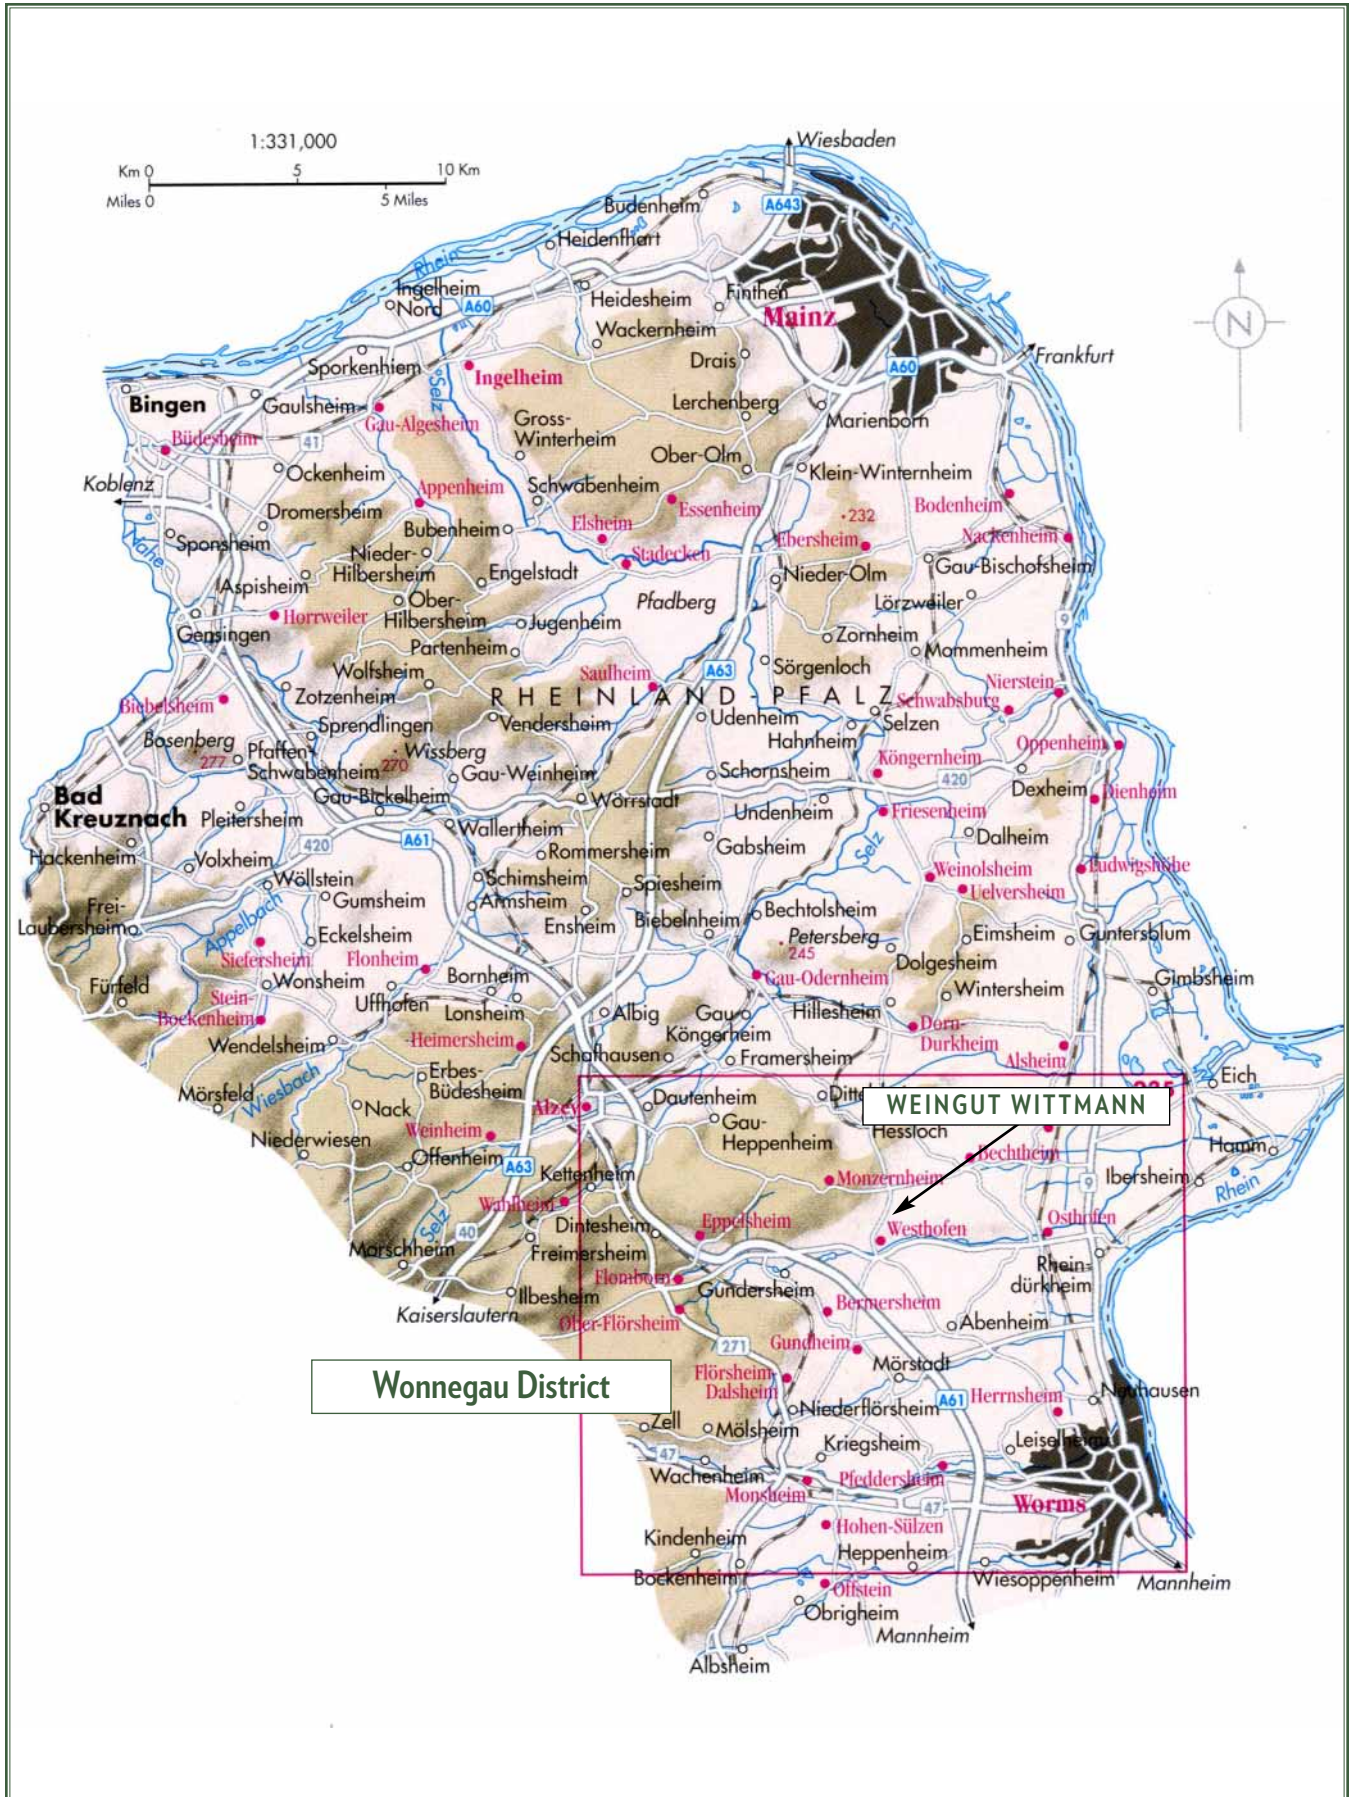 1:331,000
Km 0 5 10 Km
Miles 0 5 Miles
Wiesbaden
Budenheim
A643
Heidenfhart
Rhein
Ingelheim
Nord
A60
Heidesheim
Finthen
Mainz
Wackernheim
N
Frankfurt
Sporkenhiem
Drais
A60
Ingelheim
Bingen
Gaulsheim
Selz
Lerchenberg
Gau-Algesheim
Gross-
Winterheim
Marienborn
Büdesheim
41
Ober-Olm
Ockenheim
Klein-Winternheim
Koblenz
Appenheim
Schwabenheim
Essenheim
Bodenheim
Dromersheim
232
Bubenheim
Elsheim
Nahe
Sponsheim
Ebersheim
Nackenheim
Nieder-
Hilbersheim
Stadecken
Aspisheim
Engelstadt
Nieder-Olm
Gau-Bischofsheim
Ober-
Hilbersheim
Pfadberg
Lörzweiler
Horrweiler
Jugenheim
9
Gensingen
Zornheim
Partenheim
Mommenheim
Wolfsheim
Saulheim
A63
Sörgenloch
Nierstein
Zotzenheim
RHEINLAND-PFALZ
Schwabsburg
Biebelsheim
Sprendlingen
Vendersheim
Udenheim
Selzen
Bosenberg
277
Pfaffen-
Schwabenheim
Wissberg
270
Hahnheim
Oppenheim
Gau-Weinheim
Schornsheim
Köngernheim
420
Bad
Kreuznach
Gau-Bickelheim
Wörrstadt
Dexheim
Dienheim
Pleitersheim
Undenheim
Friesenheim
Wallertheim
A61
420
Dalheim
Hackenheim
Volxheim
Rommersheim
Gabsheim
Selz
Weinolsheim
Ludwigshöhe
Wöllstein
Schimsheim
Spiesheim
Uelversheim
Gumsheim
Armsheim
Frei-
Laubersheim
Appelbach
Ensheim
Biebelnheim
Bechtolsheim
Eckelsheim
Petersberg
245
Eimsheim
Guntersblum
Siefersheim
Flonheim
Dolgesheim
Wonsheim
Bornheim
Gau-Odernheim
Gimbsheim
Fürfeld
Stein-
Bockenheim
Uffhofen
Lonsheim
Wintersheim
Albig
Gau-
Köngerheim
Hillesheim
Dorn-
Durkheim
Wendelsheim
Heimersheim
Schafhausen
Framersheim
Alsheim
Erbes-
Büdesheim
Eich
Mörsfeld
Wiesbach
Nack
Alzey
Dautenheim
WEINGUT WITTMANN
Gau-
Heppenheim
Hessloch
Niederwiesen
Weinheim
Hamm
Offenheim
A63
Kettenheim
Bechtheim
Monzernheim
9
Ibersheim
Rhein
Wahlheim
Selz
40
Dintesheim
Eppelsheim
Westhofen
Osthofen
Morschheim
Freimersheim
Rhein-
dürkheim
Flomborn
Gundersheim
Ilbesheim
Kaiserslautern
Ober-Flörsheim
Bermersheim
Abenheim
271
Gundheim
Wonnegau District
Flörsheim-
Dalsheim
Mörstadt
A61
Herrnsheim
Neuhausen
Niederflörsheim
Zell
Mölsheim
Kriegsheim
Leiselheim
47
Wachenheim
Pfeddersheim
Monsheim
47
Worms
Hohen-Sülzen
Kindenheim
Heppenheim
Bockenheim
Wiesoppenheim
Mannheim
Offstein
Obrigheim
Mannheim
Albsheim